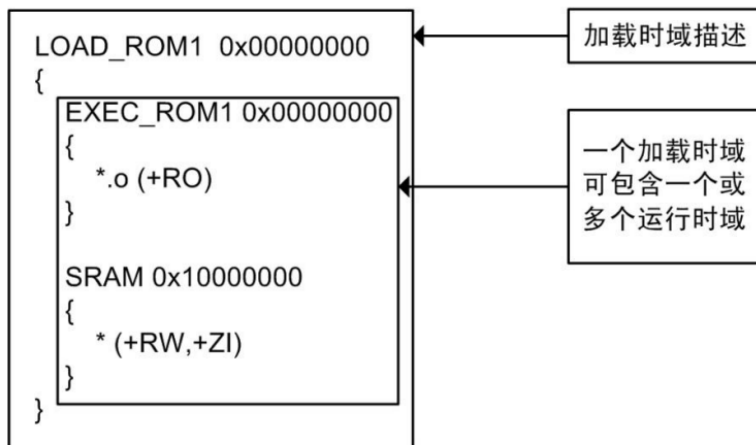 LOAD_ROM1 0x00000000
{
EXEC_ROM1 0x00000000
{
*.o (+RO)
}
SRAM 0x10000000
{
* (+RW,+ZI)
}
}
加载时域描述
一个加载时域
可包含一个或
多个运行时域